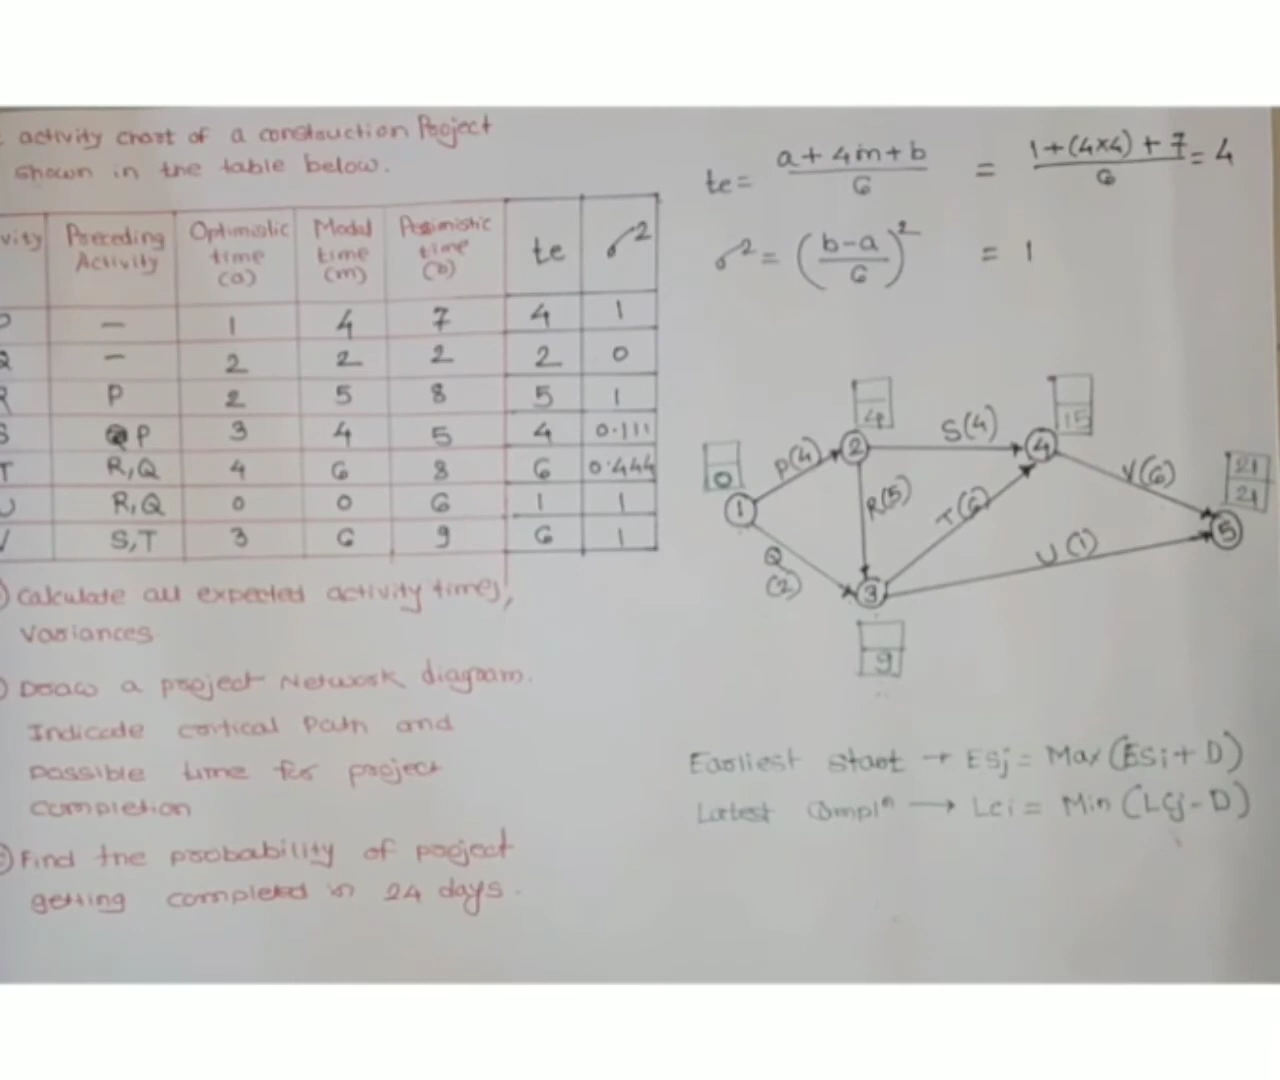 activity chart of a construction Project
shown in the table below.
vity Preceding Activity Optimistic time (a) Modal time (m) Pessimistic time (b) te σ²
P — 1 4 7 4 1
Q — 2 2 2 2 0
R P 2 5 8 5 1
S P 3 4 5 4 0.111
T R,Q 4 6 8 6 0.444
U R,Q 0 0 6 1 1
V S,T 3 6 9 6 1
Calculate all expected activity times,
Variances
Draw a project Network diagram.
Indicate cortical Path and
possible time for project
completion
Find the probability of project
getting completed in 24 days.
te = a + 4m + b / 6 = 1 + (4×4) + 7 / 6 = 4
σ² = (b-a / 6)² = 1
4 15
S(4)
0 P(4) 2 4 V(6) 21
21
1 R(5) T(6) 5
Q
(2) U(1)
3
9
Earliest start → ESj = Max (ESi + D)
Latest Complⁿ → Lci = Min (LCj - D)